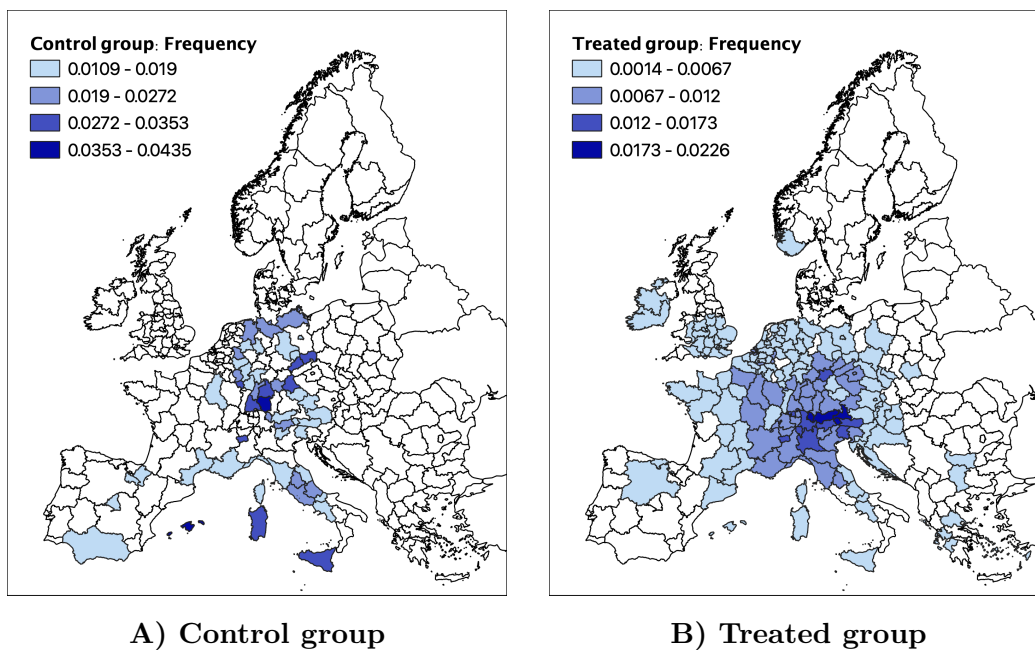 Control group: Frequency
0.0109 - 0.019
0.019 - 0.0272
0.0272 - 0.0353
0.0353 - 0.0435
Treated group: Frequency
0.0014 - 0.0067
0.0067 - 0.012
0.012 - 0.0173
0.0173 - 0.0226
A) Control group
B) Treated group